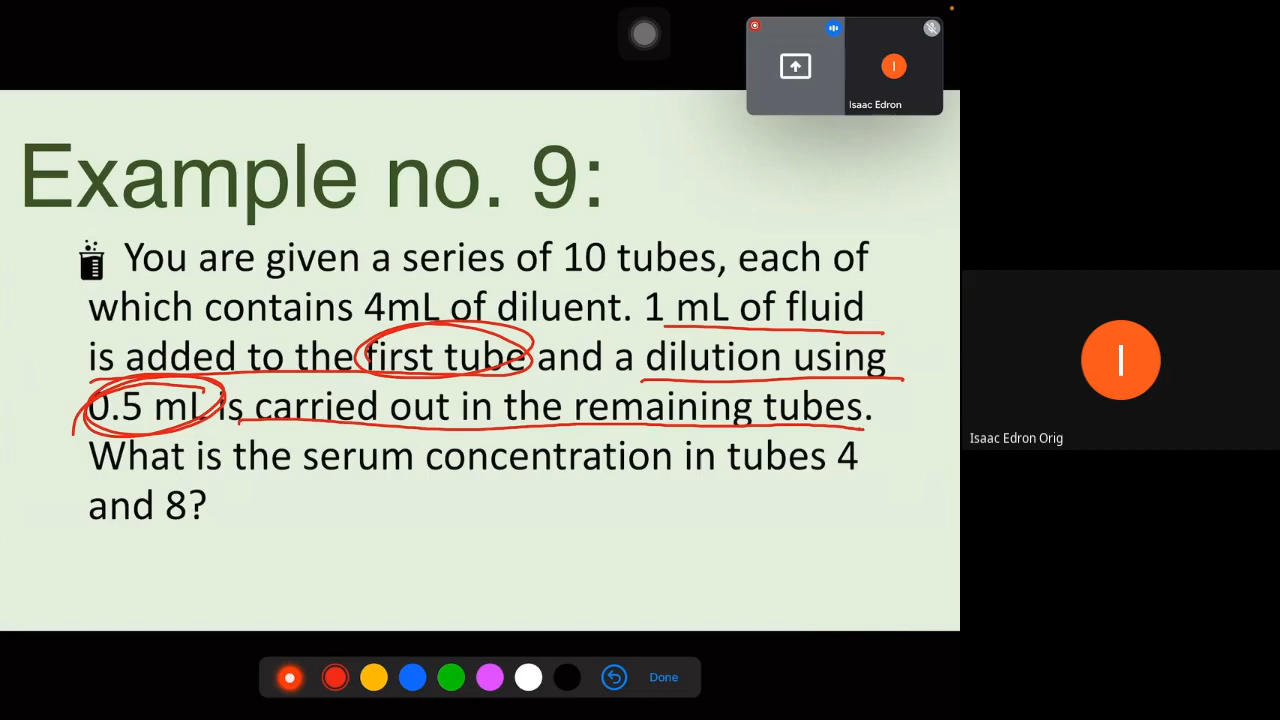 I
Isaac Edron
Example no. 9:
You are given a series of 10 tubes, each of
which contains 4mL of diluent. 1 mL of fluid
is added to the first tube and a dilution using
0.5 mL is carried out in the remaining tubes.
What is the serum concentration in tubes 4
and 8?
I
Isaac Edron Orig
Done